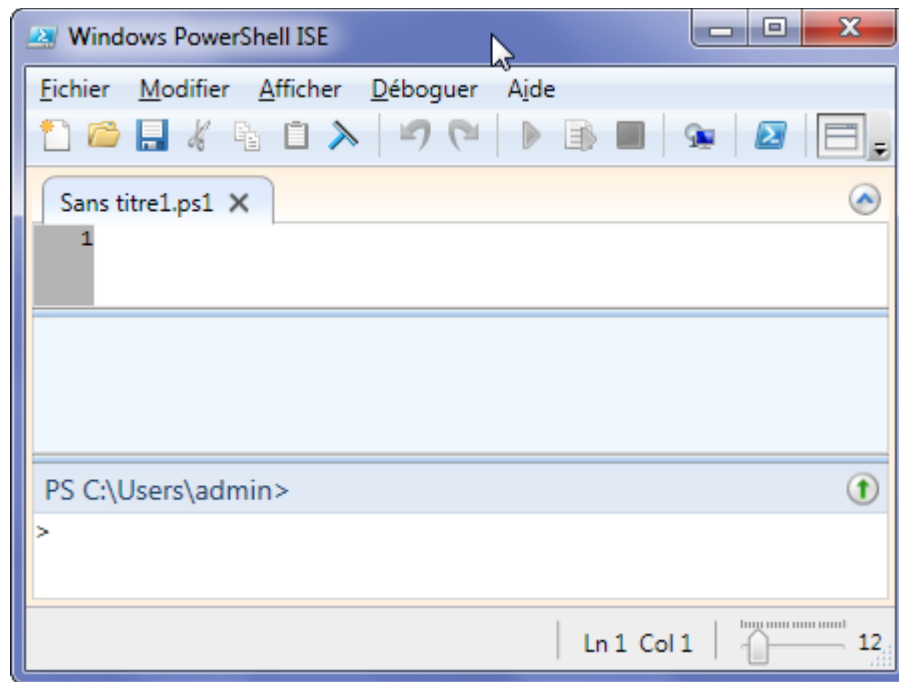 Windows PowerShell ISE
Fichier Modifier Afficher Déboguer Aide
Sans titre1.ps1
1
PS C:\Users\admin>
>
Ln 1 Col 1 12